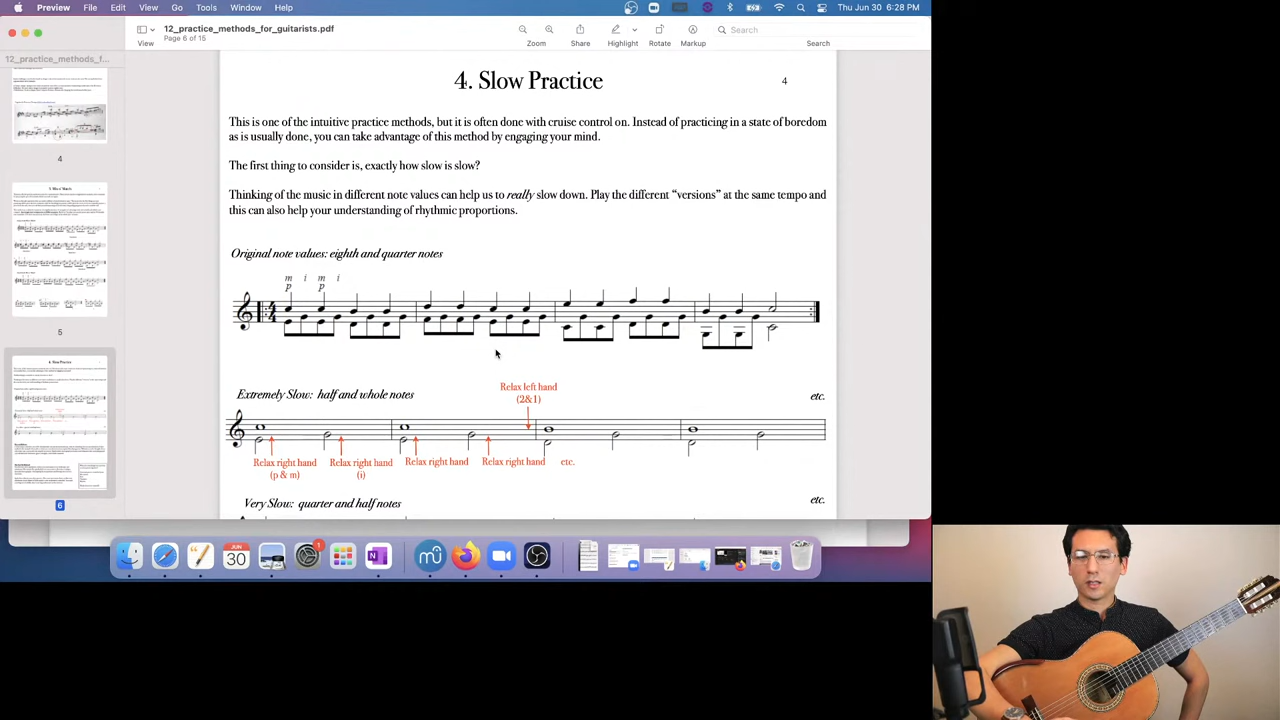 Preview File Edit View Go Tools Window Help
Thu Jun 30 6:28 PM
12_practice_methods_for_guitarists.pdf
Page 6 of 15
View
Zoom
Share
Highlight
Rotate
Markup
Search
Search
12_practice_methods_f...
4
5
6
4. Slow Practice
4
This is one of the intuitive practice methods, but it is often done with cruise control on. Instead of practicing in a state of boredom
as is usually done, you can take advantage of this method by engaging your mind.
The first thing to consider is, exactly how slow is slow?
Thinking of the music in different note values can help us to really slow down. Play the different “versions” at the same tempo and
this can also help your understanding of rhythmic proportions.
Original note values: eighth and quarter notes
m i m i
p p
Relax left hand
(2&1)
Extremely Slow: half and whole notes
etc.
Relax right hand
(p & m)
Relax right hand
(i)
Relax right hand
Relax right hand
etc.
Very Slow: quarter and half notes
etc.
JUN
30
1